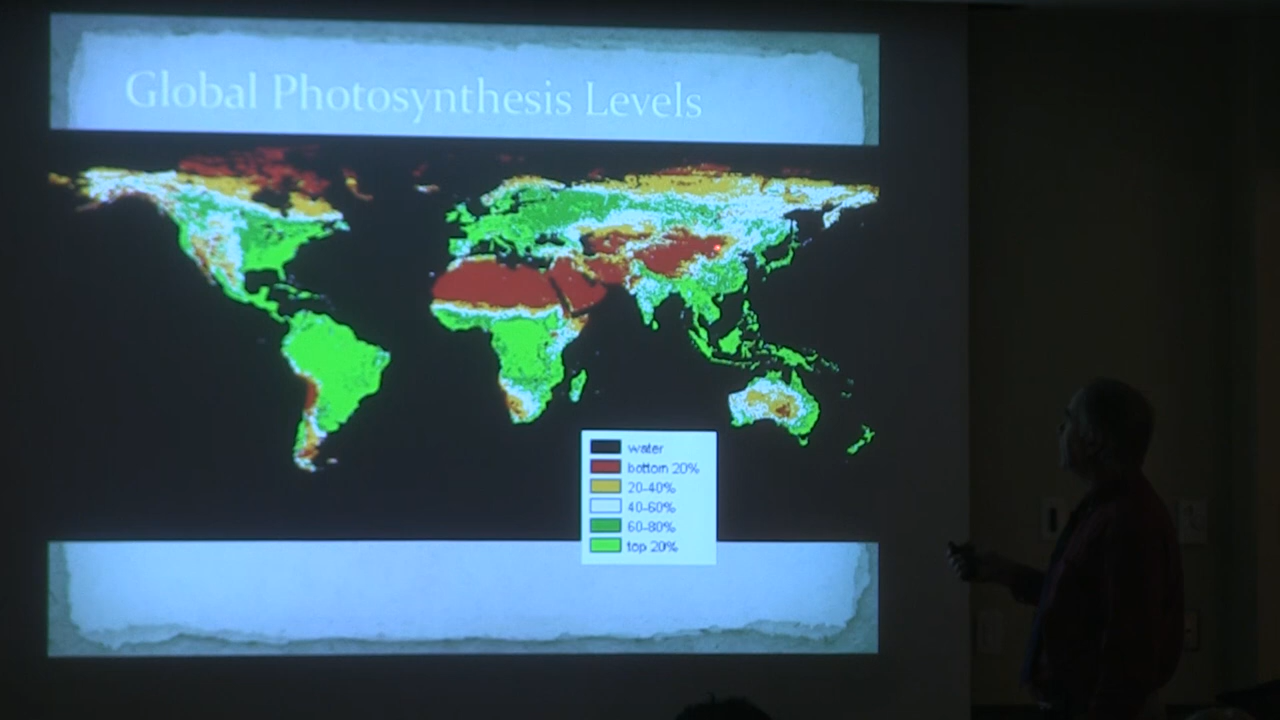 Global Photosynthesis Levels
water
bottom 20%
20-40%
40-60%
60-80%
top 20%